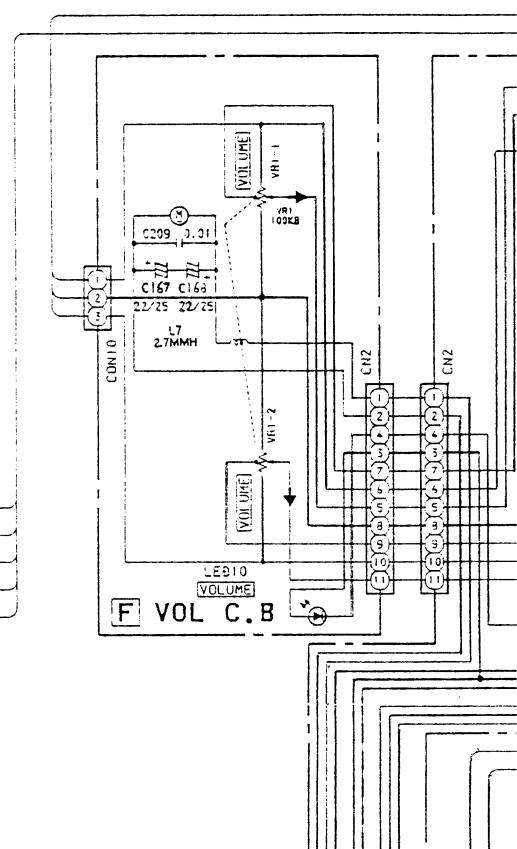 VOLUME
VR1-1
VR1
100KB
M
C209 0.01
+
C167 C168
+
22/25 22/25
L7
2.7MMH
1
2
3
CON10
CN2
CN2
1 1
2 2
4 4
3 3
7 7
6 6
5 5
8 8
9 9
10 10
11 11
VR1-2
VOLUME
LED10
VOLUME
F VOL C.B